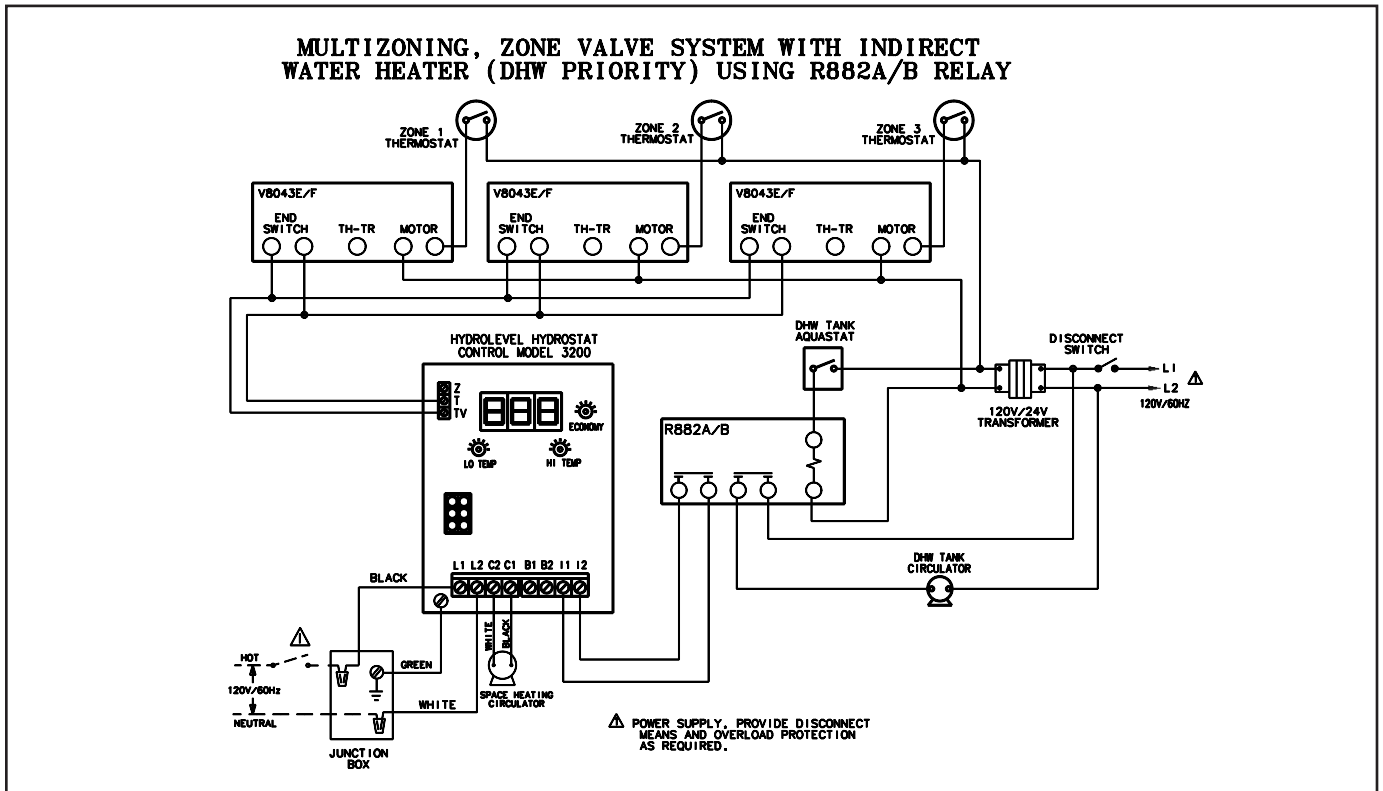 MULTIZONING, ZONE VALVE SYSTEM WITH INDIRECT
WATER HEATER (DHW PRIORITY) USING R882A/B RELAY
ZONE 1
THERMOSTAT
ZONE 2
THERMOSTAT
ZONE 3
THERMOSTAT
V8043E/F
END
SWITCH
TH-TR
MOTOR
V8043E/F
END
SWITCH
TH-TR
MOTOR
V8043E/F
END
SWITCH
TH-TR
MOTOR
HYDROLEVEL HYDROSTAT
CONTROL MODEL 3200
Z
T
TV
888
ECONOMY
LO TEMP
HI TEMP
L1 L2 C2 C1 B1 B2 I1 I2
DHW TANK
AQUASTAT
DISCONNECT
SWITCH
L1
L2
120V/60HZ
120V/24V
TRANSFORMER
R882A/B
DHW TANK
CIRCULATOR
BLACK
WHITE
BLACK
GREEN
WHITE
SPACE HEATING
CIRCULATOR
HOT
120V/60Hz
NEUTRAL
JUNCTION
BOX
⚠ POWER SUPPLY, PROVIDE DISCONNECT
MEANS AND OVERLOAD PROTECTION
AS REQUIRED.